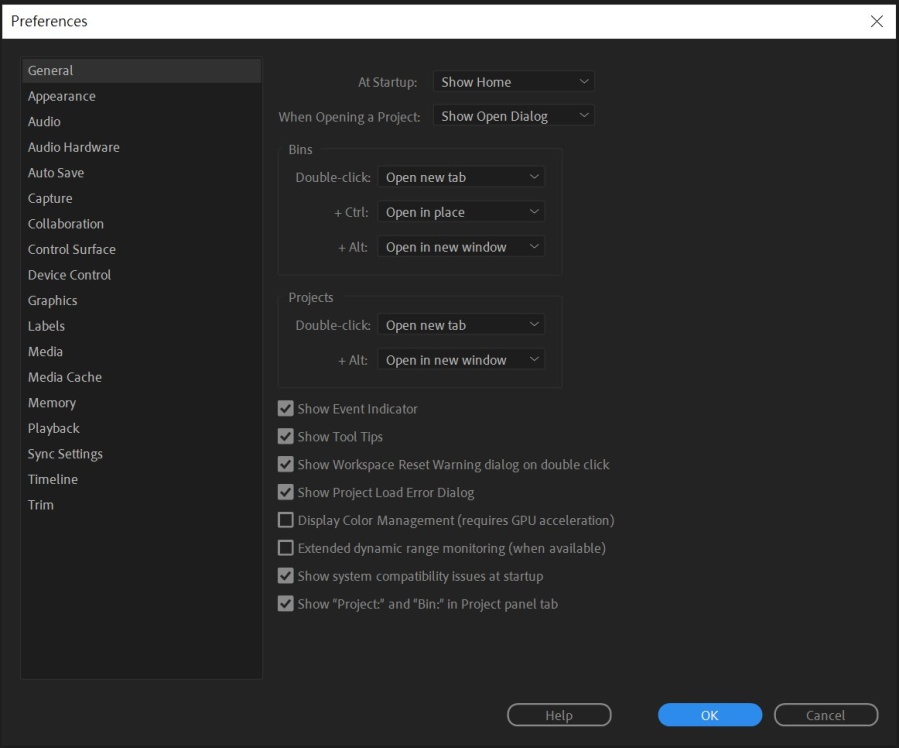 Preferences
General
Appearance
Audio
Audio Hardware
Auto Save
Capture
Collaboration
Control Surface
Device Control
Graphics
Labels
Media
Media Cache
Memory
Playback
Sync Settings
Timeline
Trim
At Startup: Show Home
When Opening a Project: Show Open Dialog
Bins
Double-click: Open new tab
+ Ctrl: Open in place
+ Alt: Open in new window
Projects
Double-click: Open new tab
+ Alt: Open in new window
Show Event Indicator
Show Tool Tips
Show Workspace Reset Warning dialog on double click
Show Project Load Error Dialog
Display Color Management (requires GPU acceleration)
Extended dynamic range monitoring (when available)
Show system compatibility issues at startup
Show “Project:” and “Bin:” in Project panel tab
Help OK Cancel